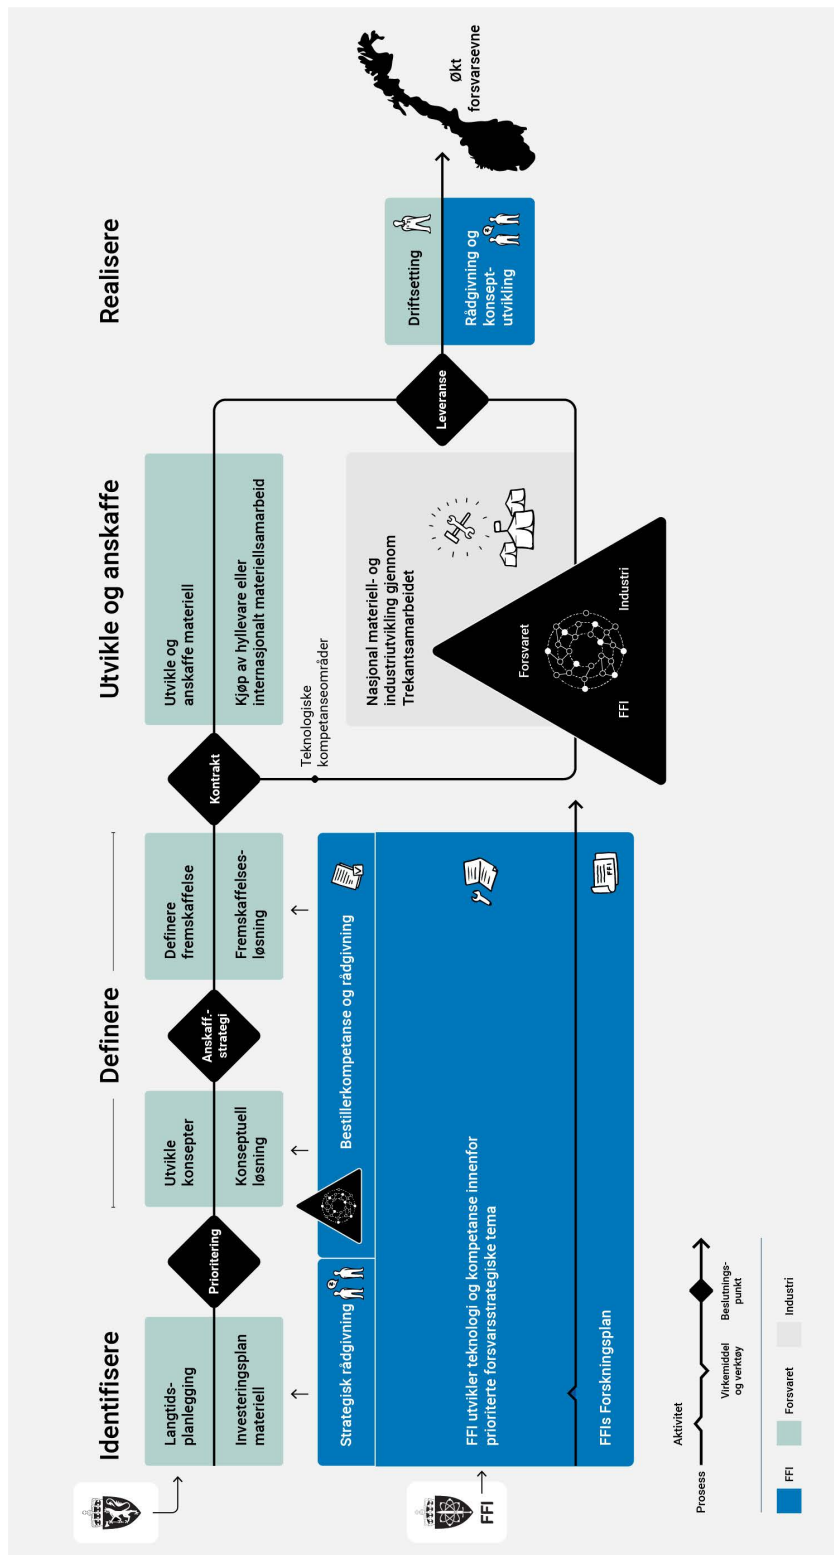 Identifisere
Definere
Utvikle og anskaffe
Realisere
Langtids-
planlegging
Investeringsplan
materiell
Prioritering
Utvikle
konsepter
Konseptuell
løsning
Anskaff.-
strategi
Definere
fremskaffelse
Fremskaffelses-
løsning
Kontrakt
Utvikle og
anskaffe materiell
Kjøp av hyllevare eller
internasjonalt materiellsamarbeid
Teknologiske
kompetanseområder
Strategisk rådgivning
Bestillerkompetanse og rådgivning
FFI
FFI utvikler teknologi og kompetanse innenfor
prioriterte forsvarsstrategiske tema
FFIs Forskningsplan
FFI
Nasjonal materiell- og
industriutvikling gjennom
Trekantsamarbeidet
Forsvaret
FFI
Industri
Leveranse
Driftsetting
Rådgivning og
konsept-
utvikling
Økt
forsvarsevne
Prosess
Aktivitet
Virkemiddel
og verktøy
Beslutnings-
punkt
FFI
Forsvaret
Industri